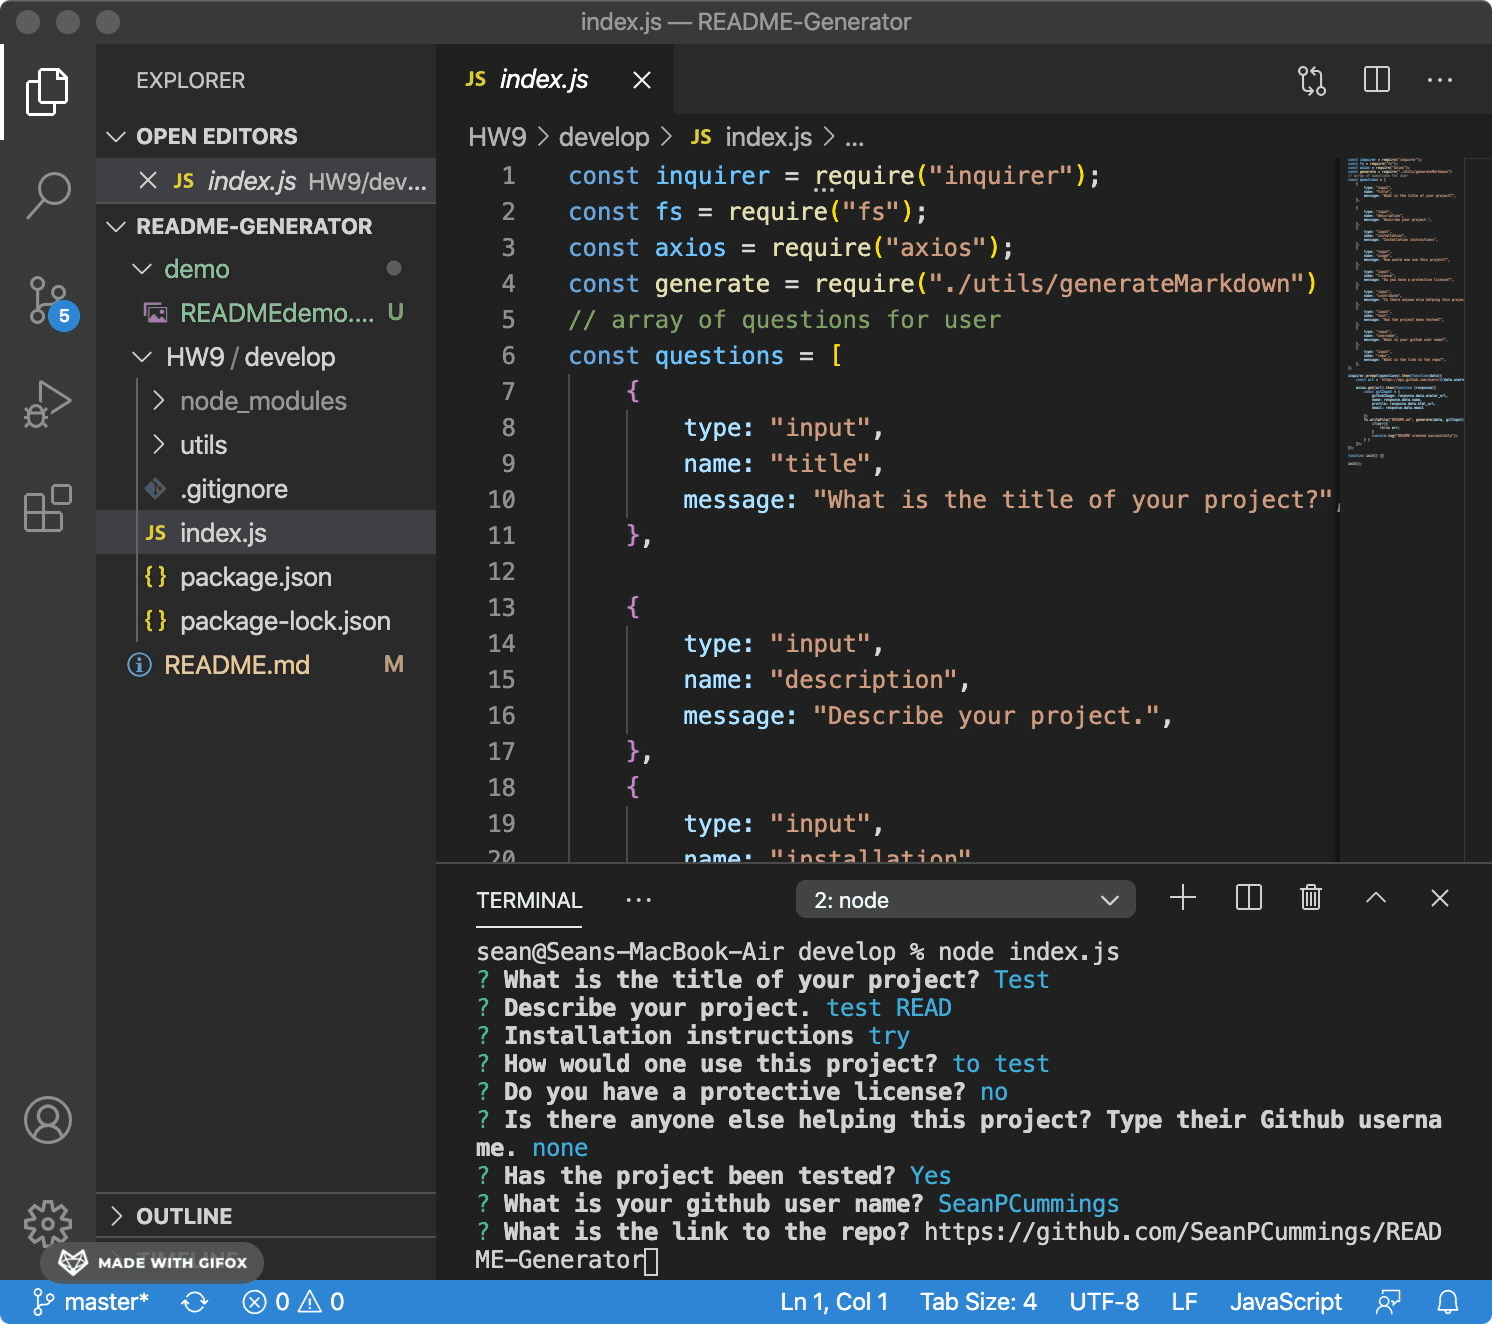 index.js — README-Generator
EXPLORER
OPEN EDITORS
JS index.js HW9/dev...
README-GENERATOR
demo
READMEdemo.... U
HW9 / develop
node_modules
utils
.gitignore
JS index.js
{} package.json
{} package-lock.json
README.md M
5
OUTLINE
TIMELINE
MADE WITH GIFOX
JS index.js
HW9 > develop > JS index.js > ...
1 const inquirer = require("inquirer");
2 const fs = require("fs");
3 const axios = require("axios");
4 const generate = require("./utils/generateMarkdown")
5 // array of questions for user
6 const questions = [
7 {
8 type: "input",
9 name: "title",
10 message: "What is the title of your project?",
11 },
12
13 {
14 type: "input",
15 name: "description",
16 message: "Describe your project.",
17 },
18 {
19 type: "input",
20 name: "installation"
TERMINAL ... 2: node
sean@Seans-MacBook-Air develop % node index.js
? What is the title of your project? Test
? Describe your project. test READ
? Installation instructions try
? How would one use this project? to test
? Do you have a protective license? no
? Is there anyone else helping this project? Type their Github userna
me. none
? Has the project been tested? Yes
? What is your github user name? SeanPCummings
? What is the link to the repo? https://github.com/SeanPCummings/READ
ME-Generator
master* 0 0 Ln 1, Col 1 Tab Size: 4 UTF-8 LF JavaScript